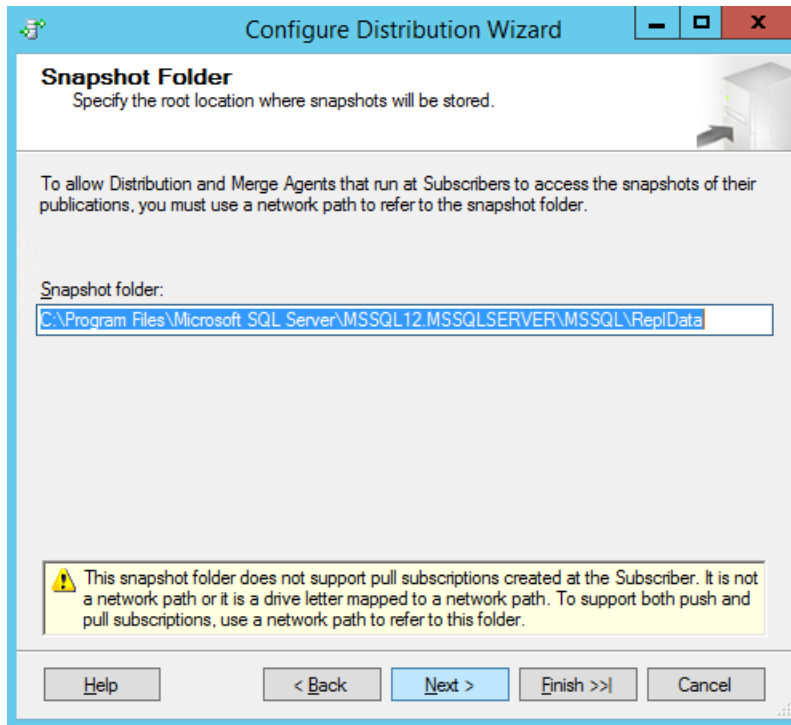 Configure Distribution Wizard
Snapshot Folder
Specify the root location where snapshots will be stored.
To allow Distribution and Merge Agents that run at Subscribers to access the snapshots of their
publications, you must use a network path to refer to the snapshot folder.
Snapshot folder:
C:\Program Files\Microsoft SQL Server\MSSQL12.MSSQLSERVER\MSSQL\ReplData
This snapshot folder does not support pull subscriptions created at the Subscriber. It is not
a network path or it is a drive letter mapped to a network path. To support both push and
pull subscriptions, use a network path to refer to this folder.
Help < Back Next > Finish >>| Cancel